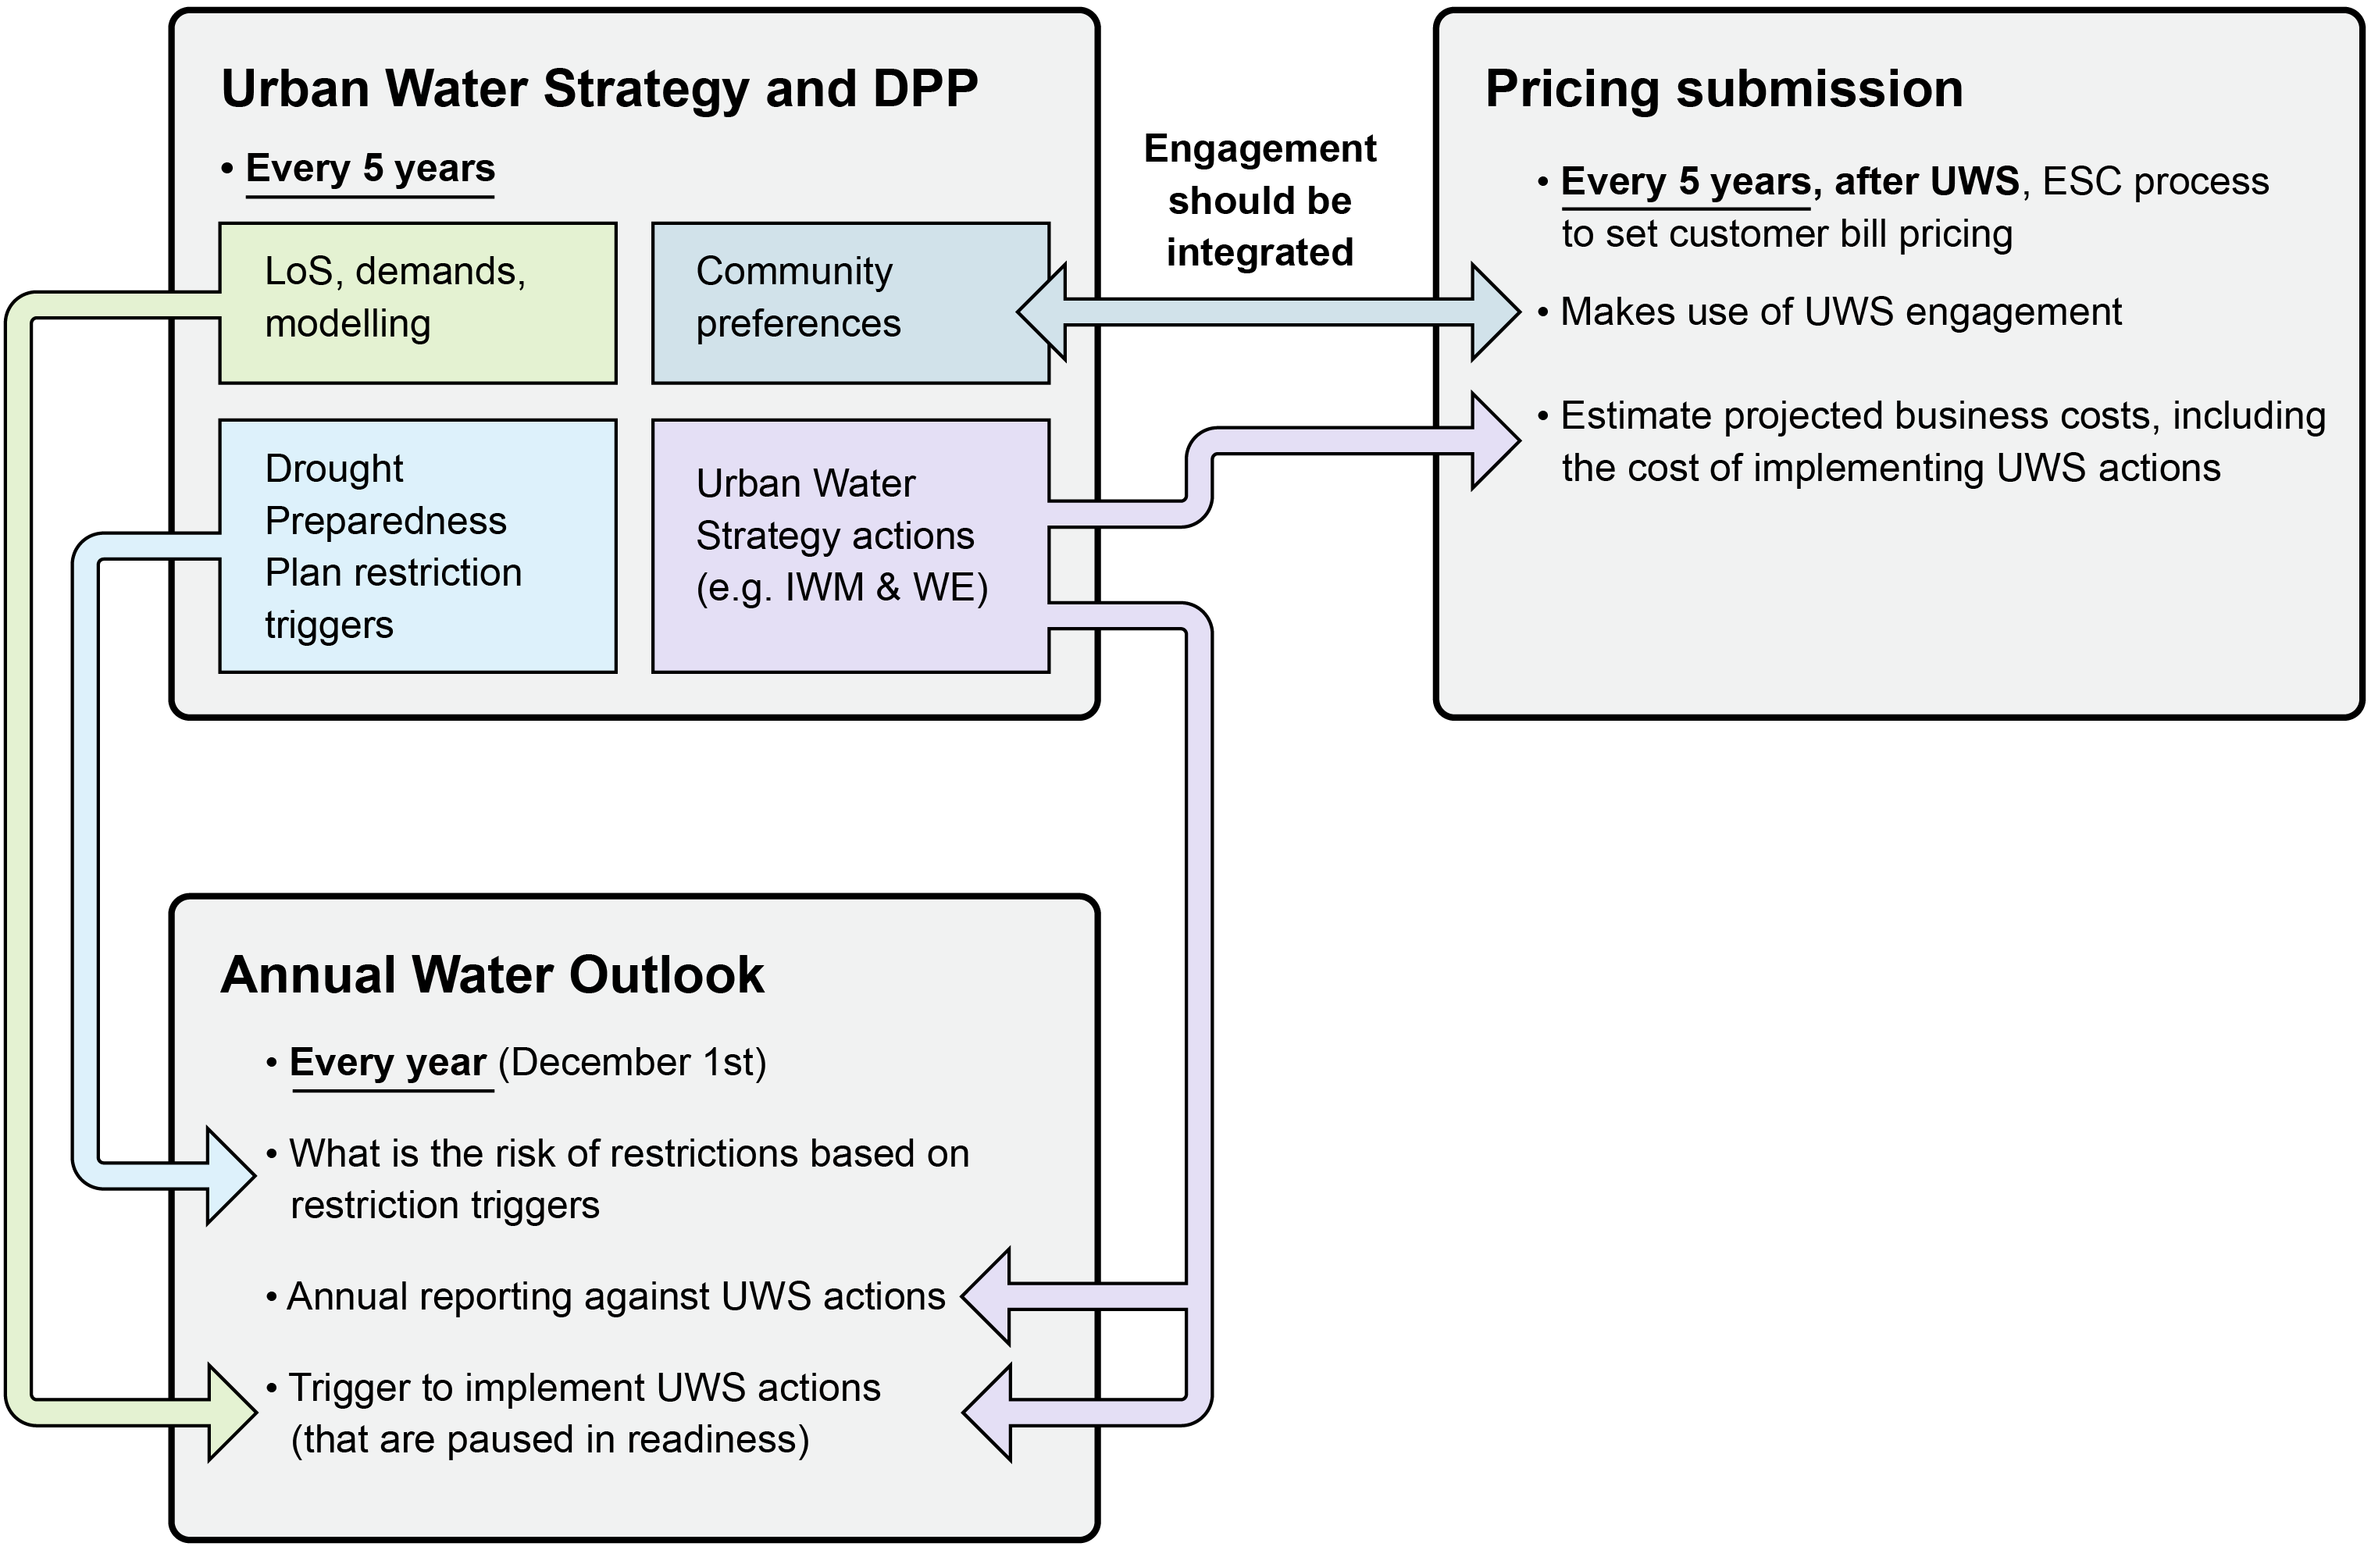 Urban Water Strategy and DPP
• Every 5 years
LoS, demands,
modelling
Community
preferences
Drought
Preparedness
Plan restriction
triggers
Urban Water
Strategy actions
(e.g. IWM & WE)
Engagement
should be
integrated
Pricing submission
• Every 5 years, after UWS, ESC process
to set customer bill pricing
• Makes use of UWS engagement
• Estimate projected business costs, including
the cost of implementing UWS actions
Annual Water Outlook
• Every year (December 1st)
• What is the risk of restrictions based on
restriction triggers
• Annual reporting against UWS actions
• Trigger to implement UWS actions
(that are paused in readiness)